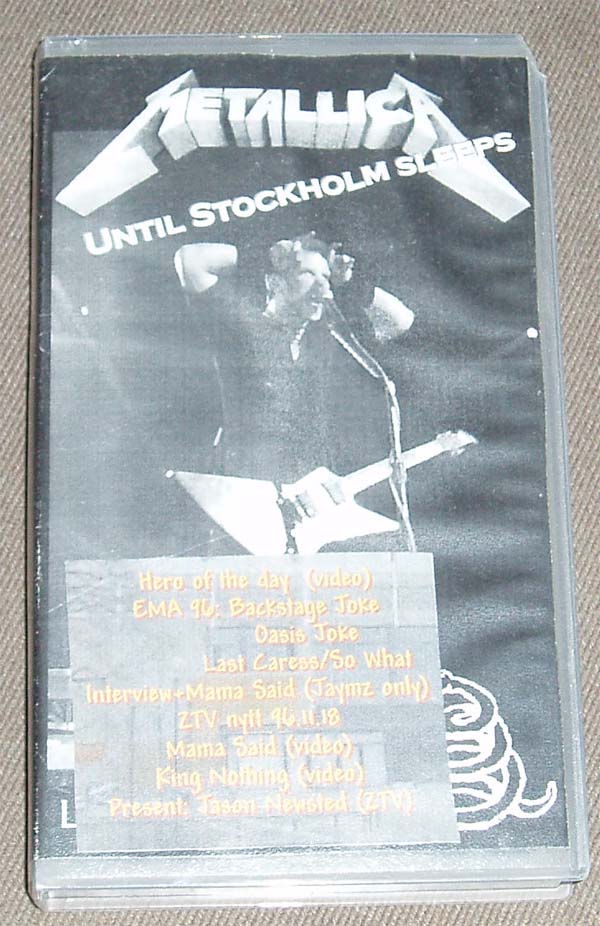 METALLICA
UNTIL STOCKHOLM SLEEPS
Hero of the day (video)
EMA 96: Backstage Joke
Oasis Joke
Last Caress/So What
Interview+Mama Said (Jaymz only)
ZTV nytt 96.11.18
Mama Said (video)
King Nothing (video)
Present: Jason Newsted (ZTV)
L